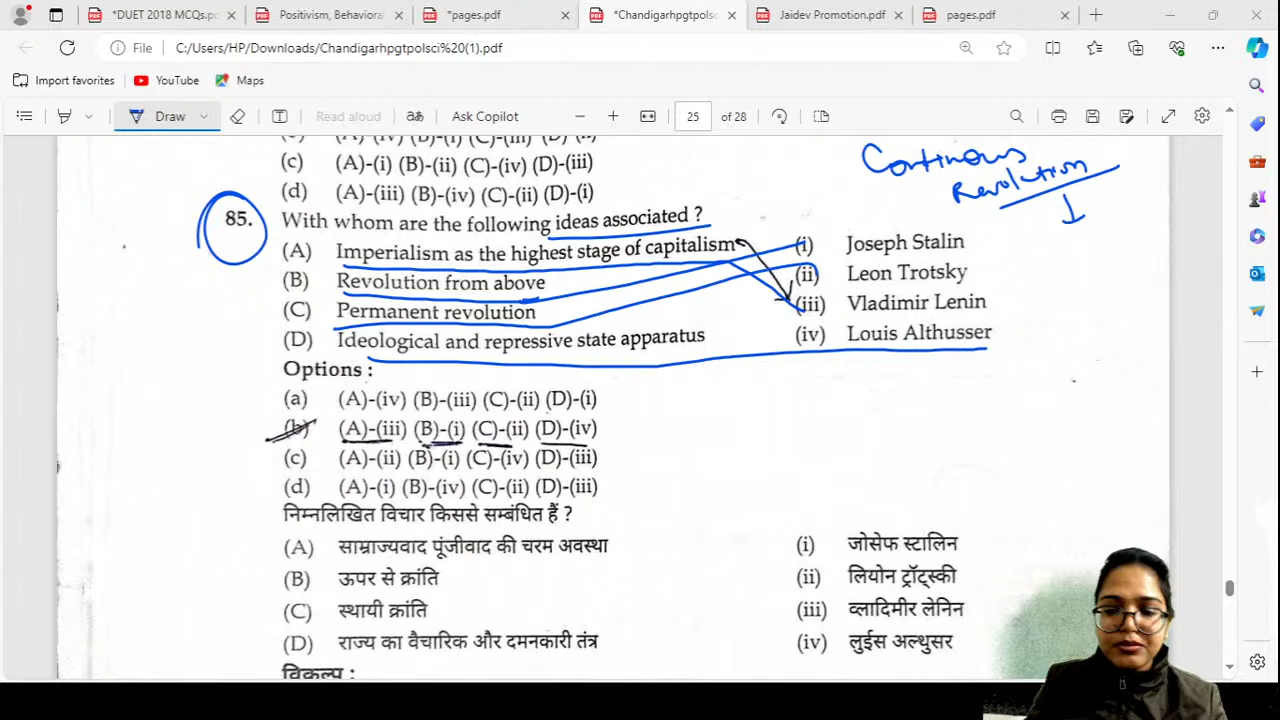 *DUET 2018 MCQs.pc
Positivism, Behaviora
*pages.pdf
*Chandigarhpgtpolsc
Jaidev Promotion.pdf
pages.pdf
File
C:/Users/HP/Downloads/Chandigarhpgtpolsci%20(1).pdf
Import favorites
YouTube
Maps
Draw
Read aloud
Ask Copilot
25 of 28
(c) (A)-(i) (B)-(ii) (C)-(iv) (D)-(iii)
(d) (A)-(iii) (B)-(iv) (C)-(ii) (D)-(i)
Continous
Revolution
85. With whom are the following ideas associated ?
(A) Imperialism as the highest stage of capitalism (i) Joseph Stalin
(B) Revolution from above (ii) Leon Trotsky
(C) Permanent revolution (iii) Vladimir Lenin
(D) Ideological and repressive state apparatus (iv) Louis Althusser
Options :
(a) (A)-(iv) (B)-(iii) (C)-(ii) (D)-(i)
(b) (A)-(iii) (B)-(i) (C)-(ii) (D)-(iv)
(c) (A)-(ii) (B)-(i) (C)-(iv) (D)-(iii)
(d) (A)-(i) (B)-(iv) (C)-(ii) (D)-(iii)
निम्नलिखित विचार किससे सम्बंधित हैं ?
(A) साम्राज्यवाद पूंजीवाद की चरम अवस्था (i) जोसेफ स्टालिन
(B) ऊपर से क्रांति (ii) लियोन ट्रॉट्स्की
(C) स्थायी क्रांति (iii) व्लादिमीर लेनिन
(D) राज्य का वैचारिक और दमनकारी तंत्र (iv) लुईस अल्थुसर
विकल्प :